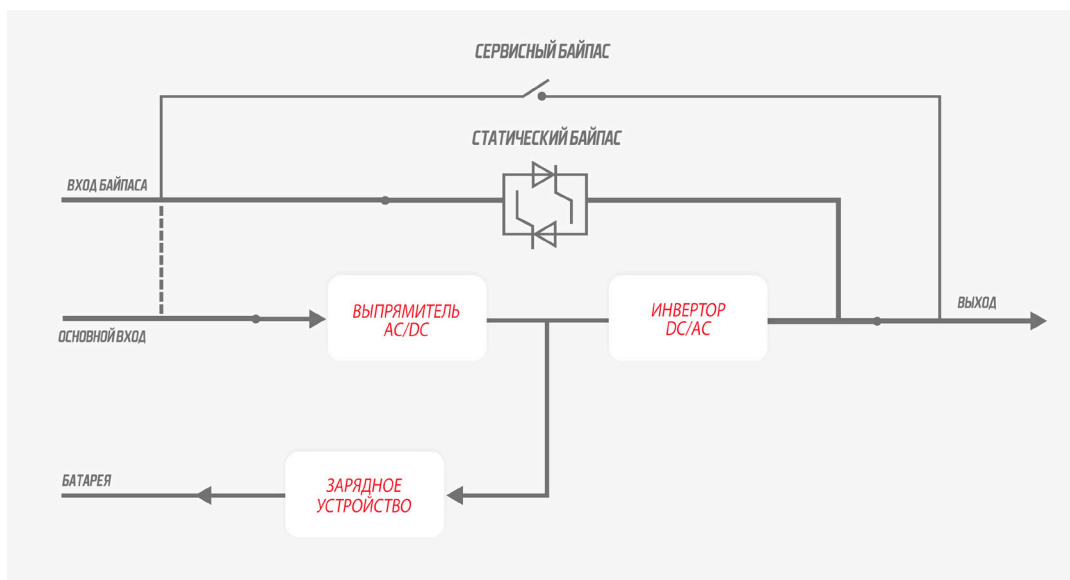 СЕРВИСНЫЙ БАЙПАС
СТАТИЧЕСКИЙ БАЙПАС
ВХОД БАЙПАСА
ВЫПРЯМИТЕЛЬ
AC/DC
ИНВЕРТОР
DC/AC
ВЫХОД
ОСНОВНОЙ ВХОД
БАТАРЕЯ
ЗАРЯДНОЕ
УСТРОЙСТВО